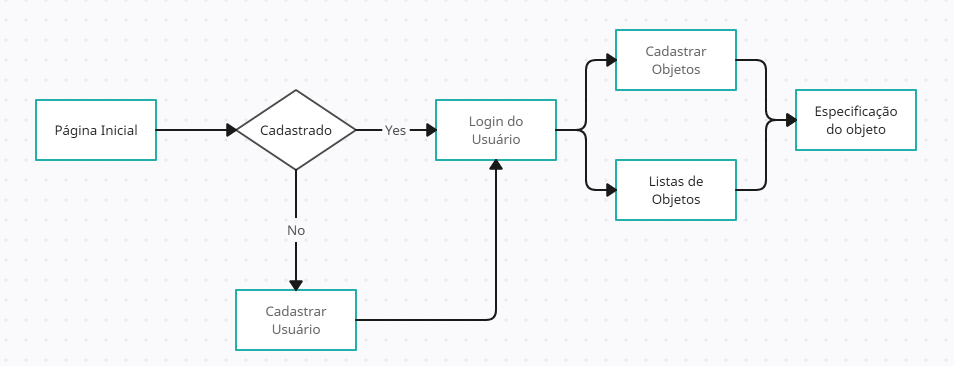 Página Inicial
Cadastrado
Yes
Login do
Usuário
Cadastrar
Objetos
Listas de
Objetos
Especificação
do objeto
No
Cadastrar
Usuário